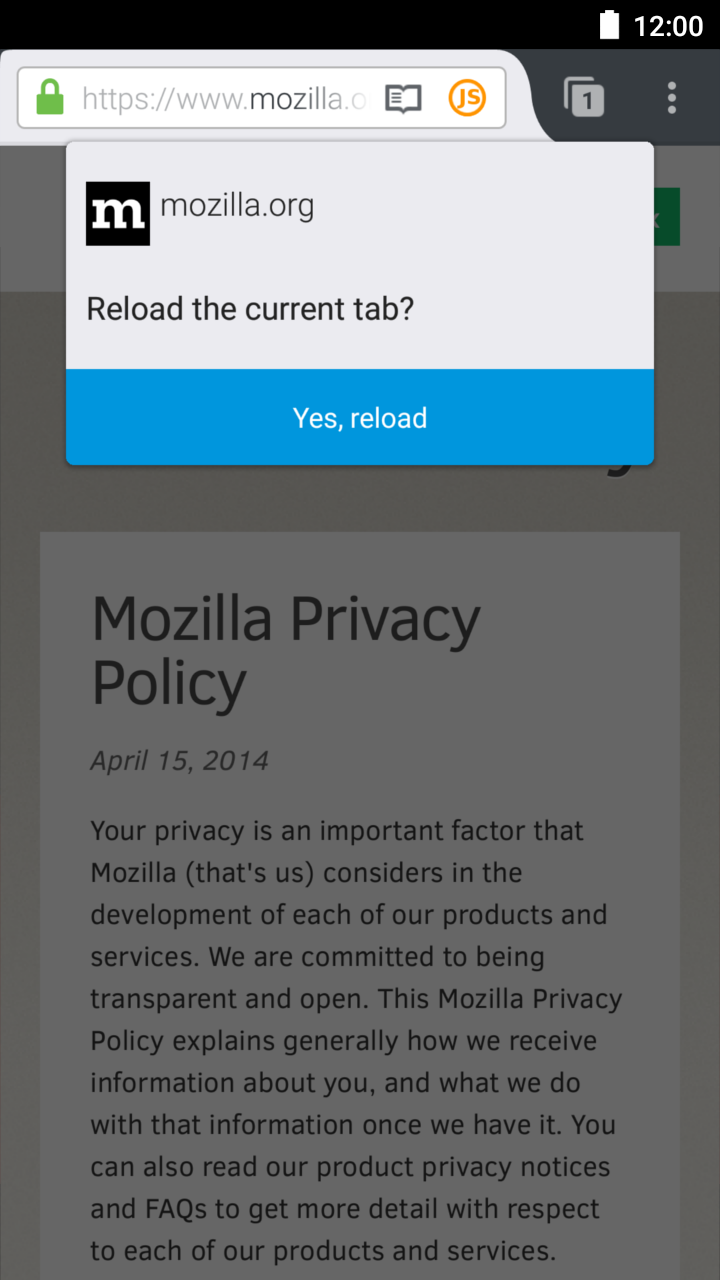 12:00
https://www.mozilla.o
JS
1
m mozilla.org
Reload the current tab?
Yes, reload
Mozilla Privacy
Policy
April 15, 2014
Your privacy is an important factor that
Mozilla (that's us) considers in the
development of each of our products and
services. We are committed to being
transparent and open. This Mozilla Privacy
Policy explains generally how we receive
information about you, and what we do
with that information once we have it. You
can also read our product privacy notices
and FAQs to get more detail with respect
to each of our products and services.